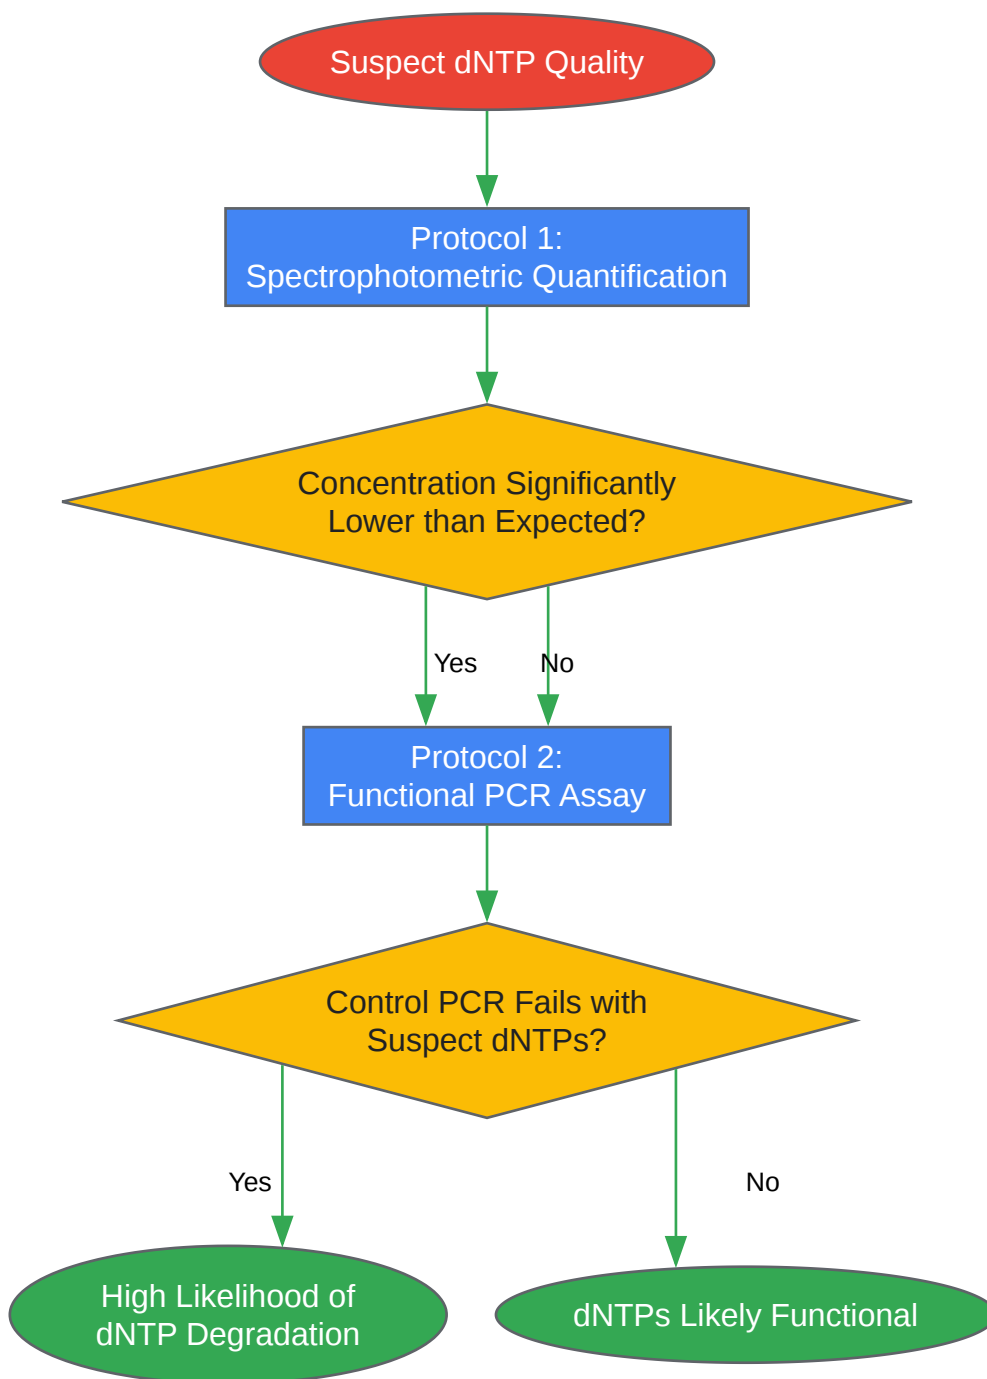 Suspect dNTP Quality
Protocol 1:
Spectrophotometric Quantification
Concentration Significantly
Lower than Expected?
Yes
No
Protocol 2:
Functional PCR Assay
Control PCR Fails with
Suspect dNTPs?
Yes
No
High Likelihood of
dNTP Degradation
dNTPs Likely Functional